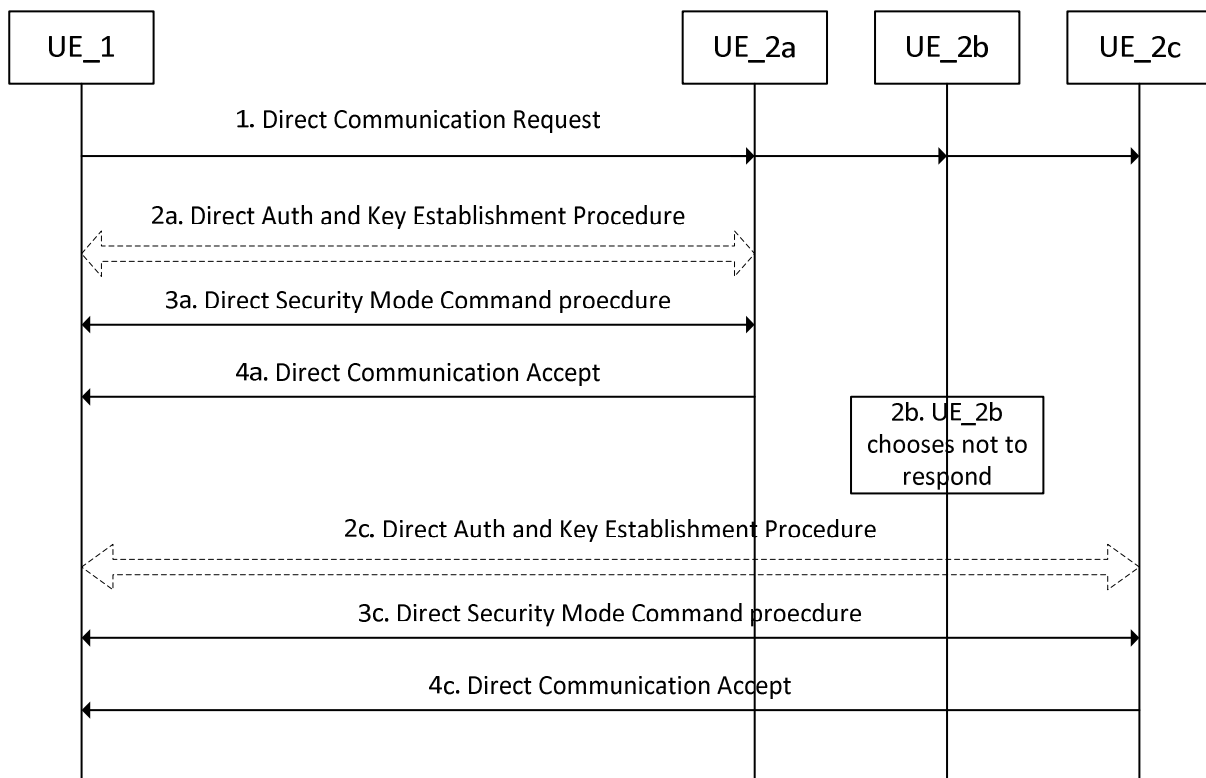 UE_1
UE_2a
UE_2b
UE_2c
1. Direct Communication Request
2a. Direct Auth and Key Establishment Procedure
3a. Direct Security Mode Command proecdure
4a. Direct Communication Accept
2b. UE_2b
chooses not to
respond
2c. Direct Auth and Key Establishment Procedure
3c. Direct Security Mode Command proecdure
4c. Direct Communication Accept